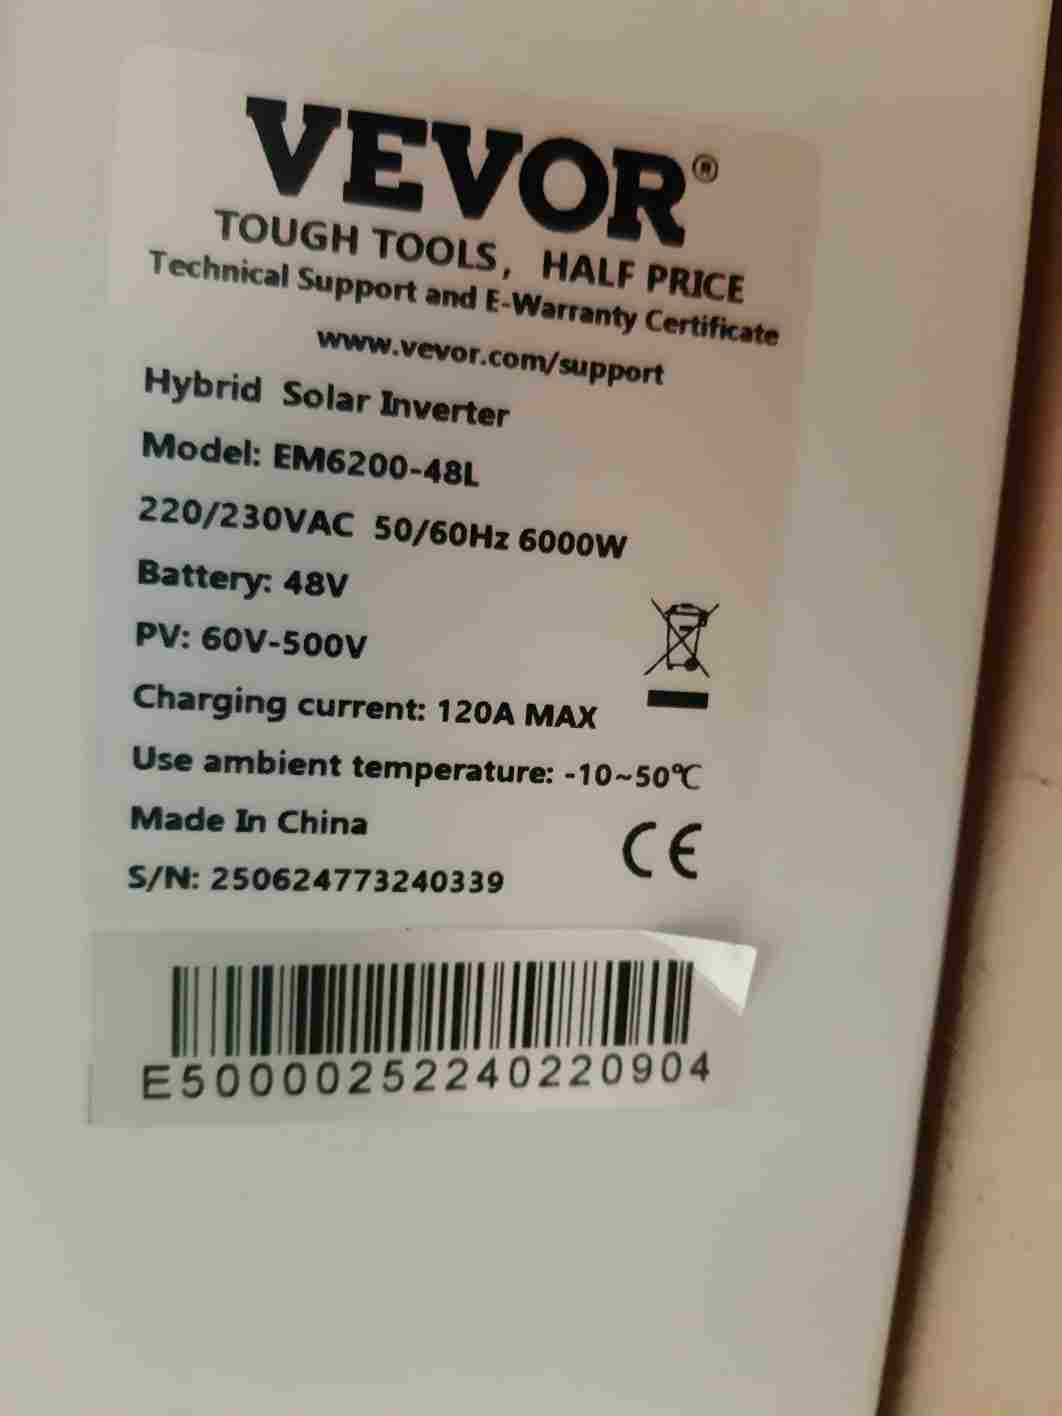 VEVOR®
TOUGH TOOLS, HALF PRICE
Technical Support and E-Warranty Certificate
www.vevor.com/support
Hybrid Solar Inverter
Model: EM6200-48L
220/230VAC 50/60Hz 6000W
Battery: 48V
PV: 60V-500V
Charging current: 120A MAX
Use ambient temperature: -10~50℃
Made In China
CE
S/N: 250624773240339
E50000252240220904